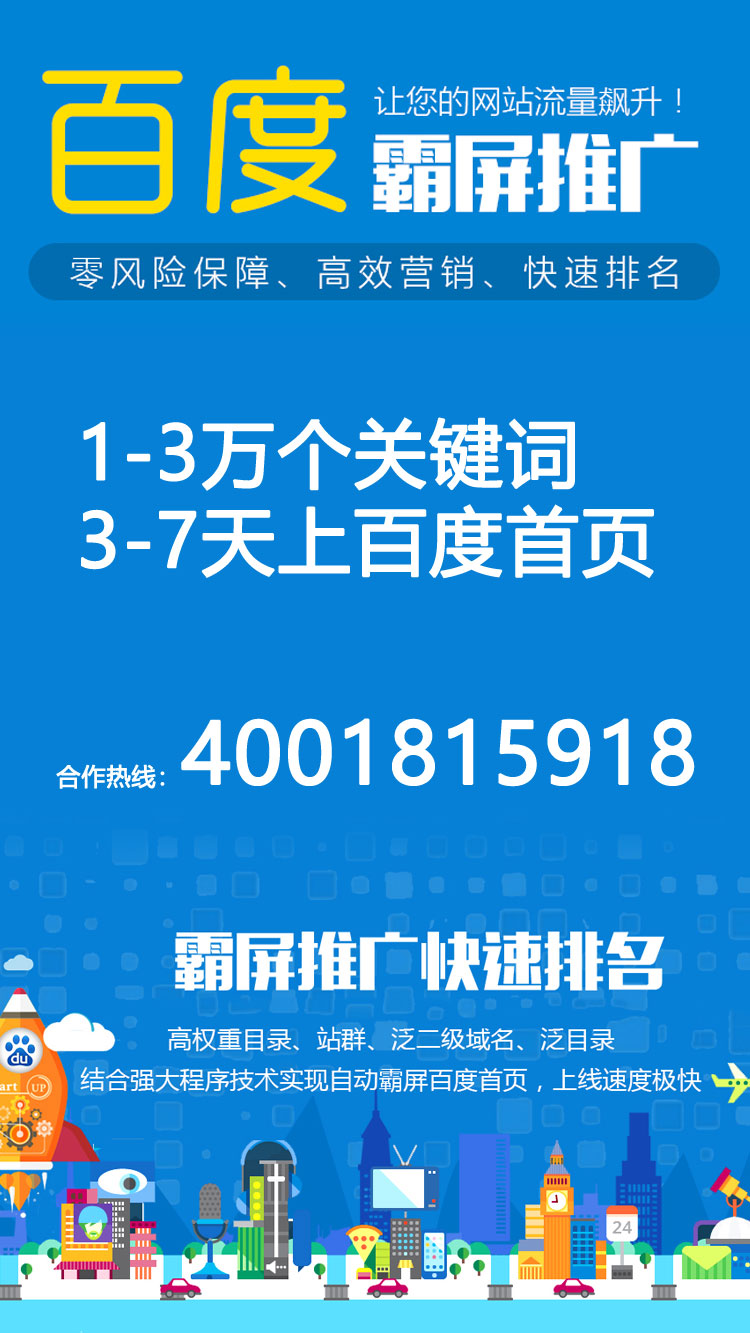 百度
让您的网站流量飙升！
霸屏推广
零风险保障、高效营销、快速排名
1-3万个关键词
3-7天上百度首页
合作热线：4001815918
霸屏推广快速排名
高权重目录、站群、泛二级域名、泛目录
结合强大程序技术实现自动霸屏百度首页，上线速度极快
du
art UP
24